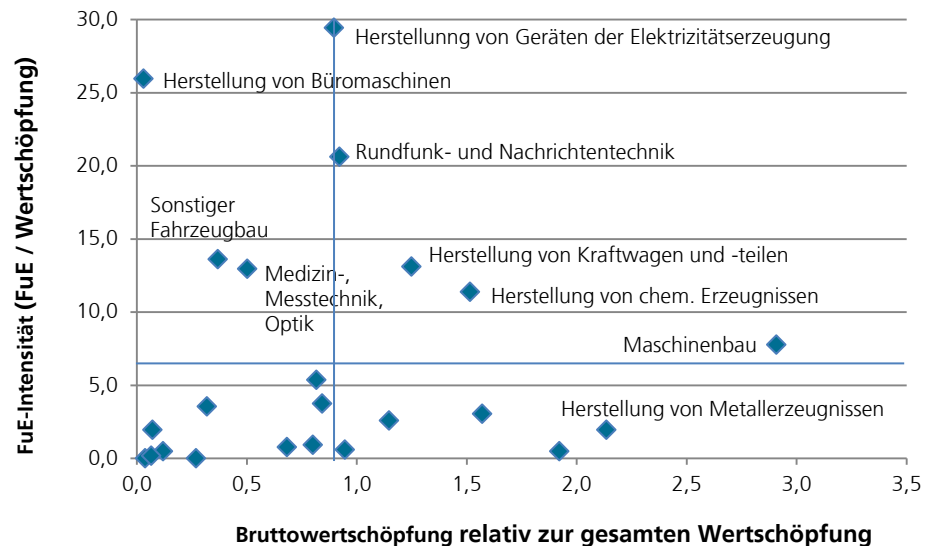 30,0
25,0
20,0
15,0
10,0
5,0
0,0
FuE-Intensität (FuE / Wertschöpfung)
Herstellunng von Geräten der Elektrizitätserzeugung
Herstellung von Büromaschinen
Rundfunk- und Nachrichtentechnik
Sonstiger
Fahrzeugbau
Medizin-,
Messtechnik,
Optik
Herstellung von Kraftwagen und -teilen
Herstellung von chem. Erzeugnissen
Maschinenbau
Herstellung von Metallerzeugnissen
0,0 0,5 1,0 1,5 2,0 2,5 3,0 3,5
Bruttowertschöpfung relativ zur gesamten Wertschöpfung